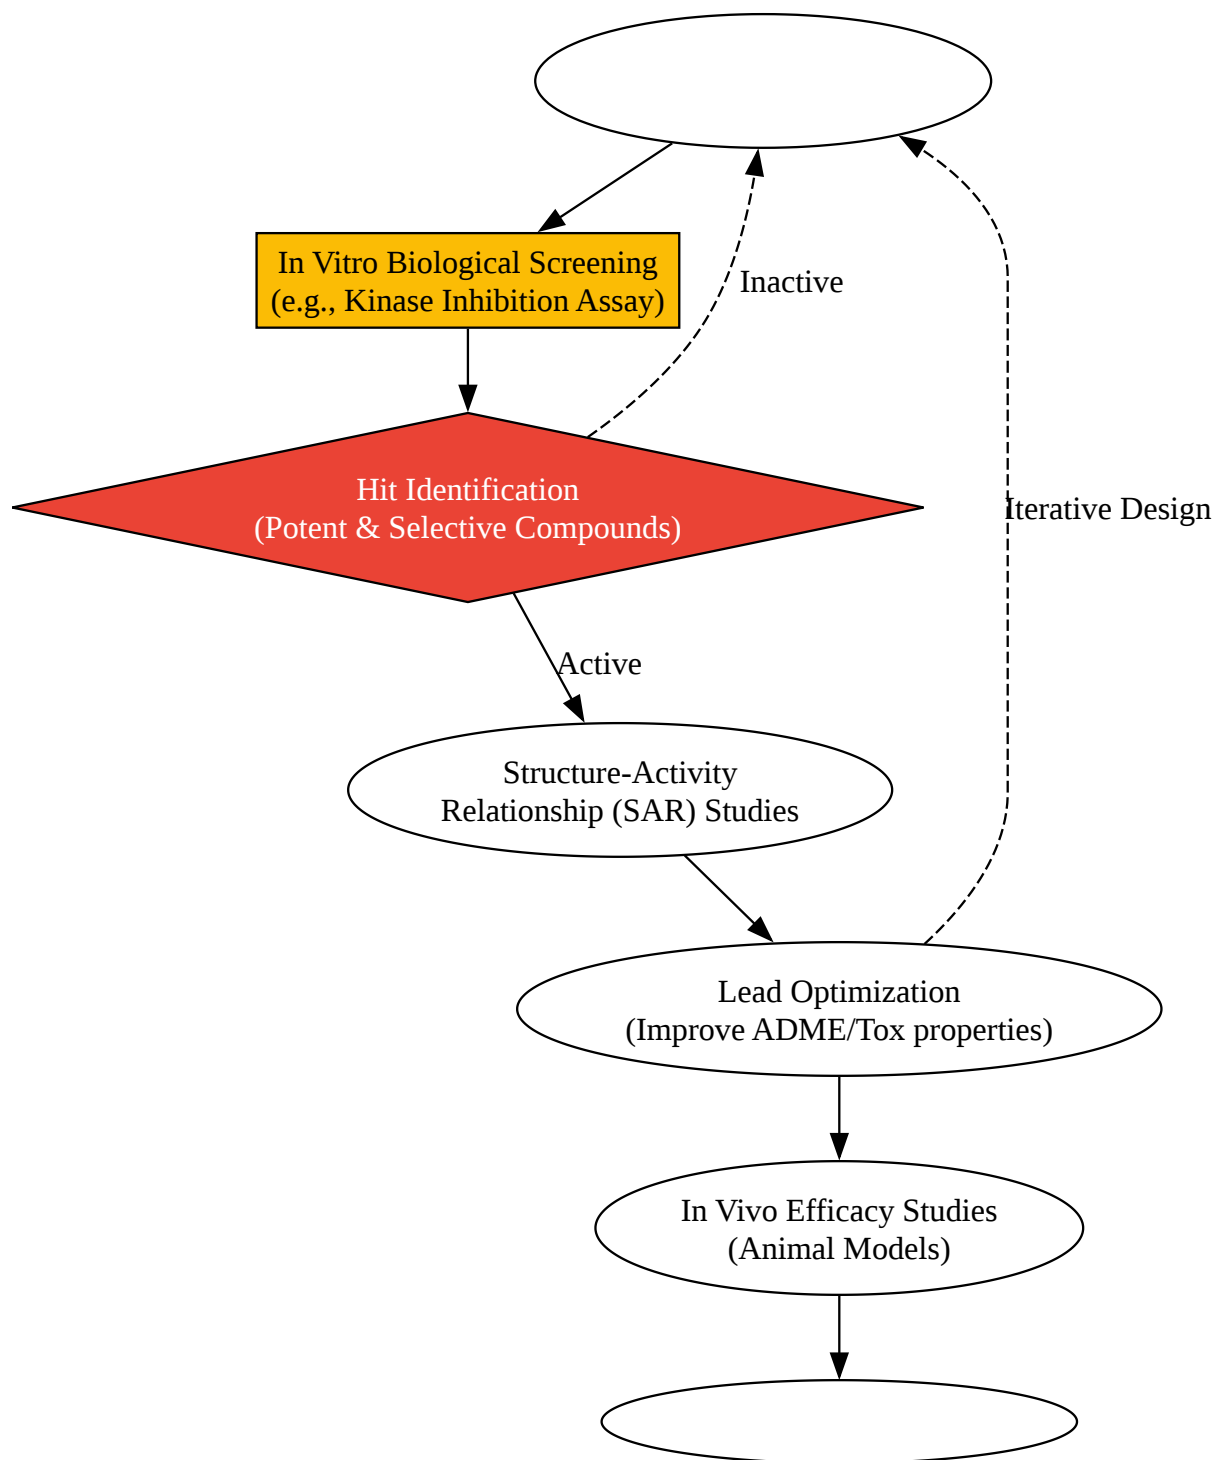 In Vitro Biological Screening
(e.g., Kinase Inhibition Assay)
Inactive
Hit Identification
(Potent & Selective Compounds)
Iterative Design
Active
Structure-Activity
Relationship (SAR) Studies
Lead Optimization
(Improve ADME/Tox properties)
In Vivo Efficacy Studies
(Animal Models)